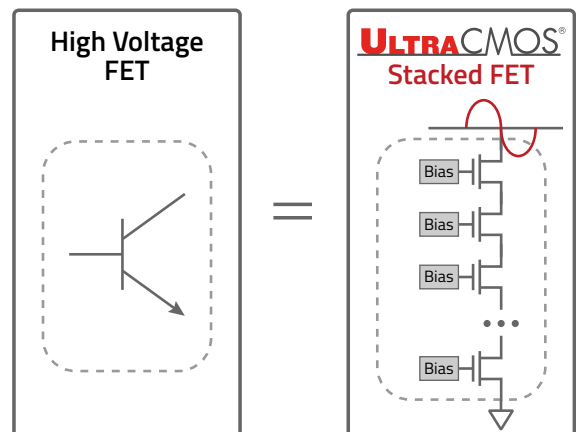 High Voltage
FET
ULTRACMOS®
Stacked FET
Bias
Bias
=
Bias
•••
Bias